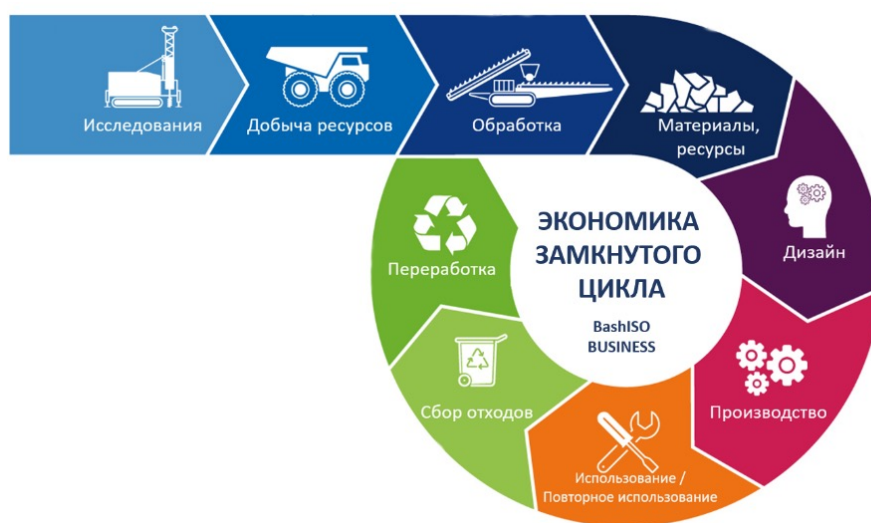 Исследования
Добыча ресурсов
Обработка
Материалы,
ресурсы
Дизайн
Производство
Использование /
Повторное использование
Сбор отходов
Переработка
ЭКОНОМИКА
ЗАМКНУТОГО
ЦИКЛА
BashISO
BUSINESS